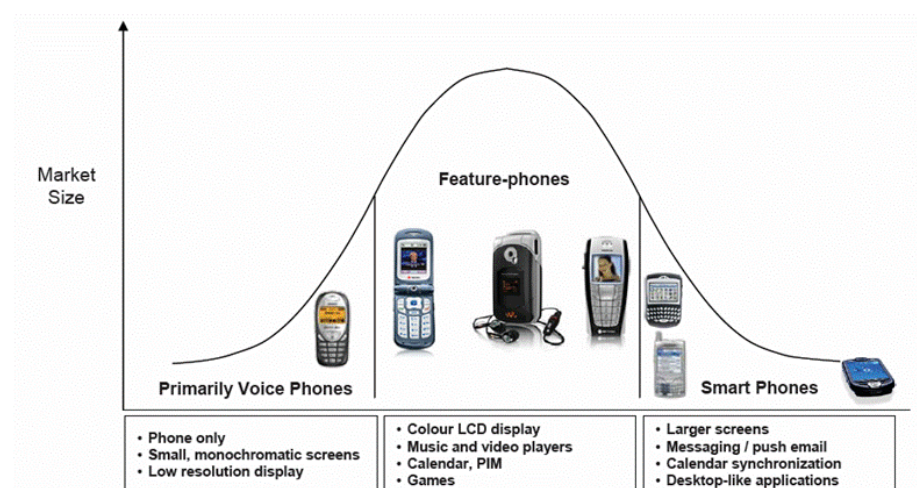 Market
Size
Feature-phones
Primarily Voice Phones
Smart Phones
• Phone only
• Small, monochromatic screens
• Low resolution display
• Colour LCD display
• Music and video players
• Calendar, PIM
• Games
• Larger screens
• Messaging / push email
• Calendar synchronization
• Desktop-like applications